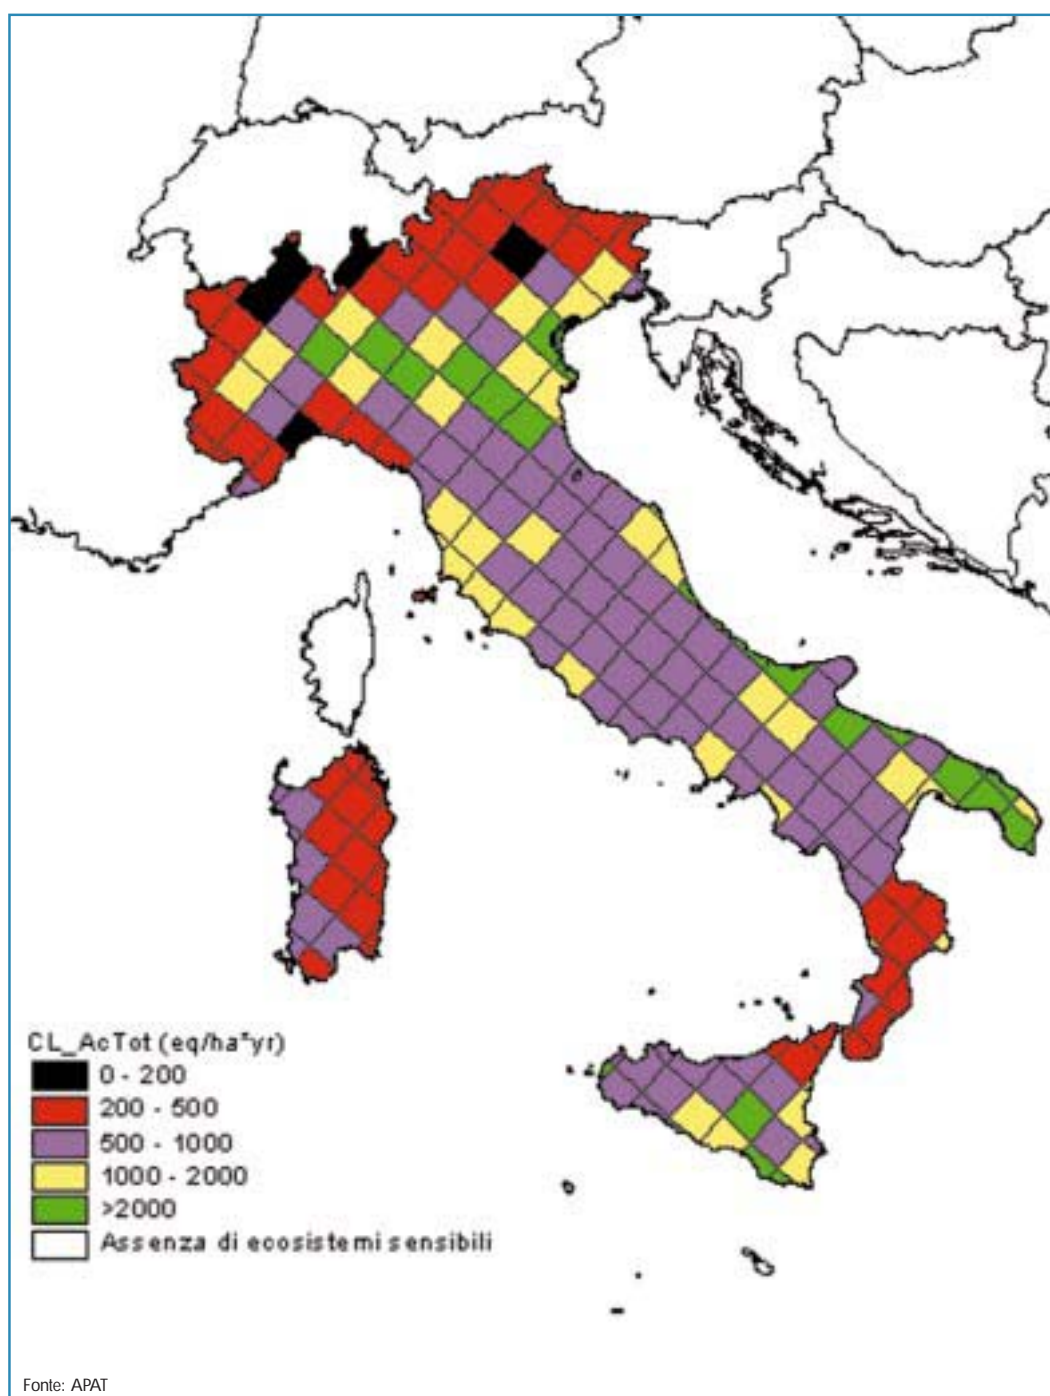 CL_AcTot (eq/ha*yr)
0 - 200
200 - 500
500 - 1000
1000 - 2000
>2000
Assenza di ecosistemi sensibili
Fonte: APAT